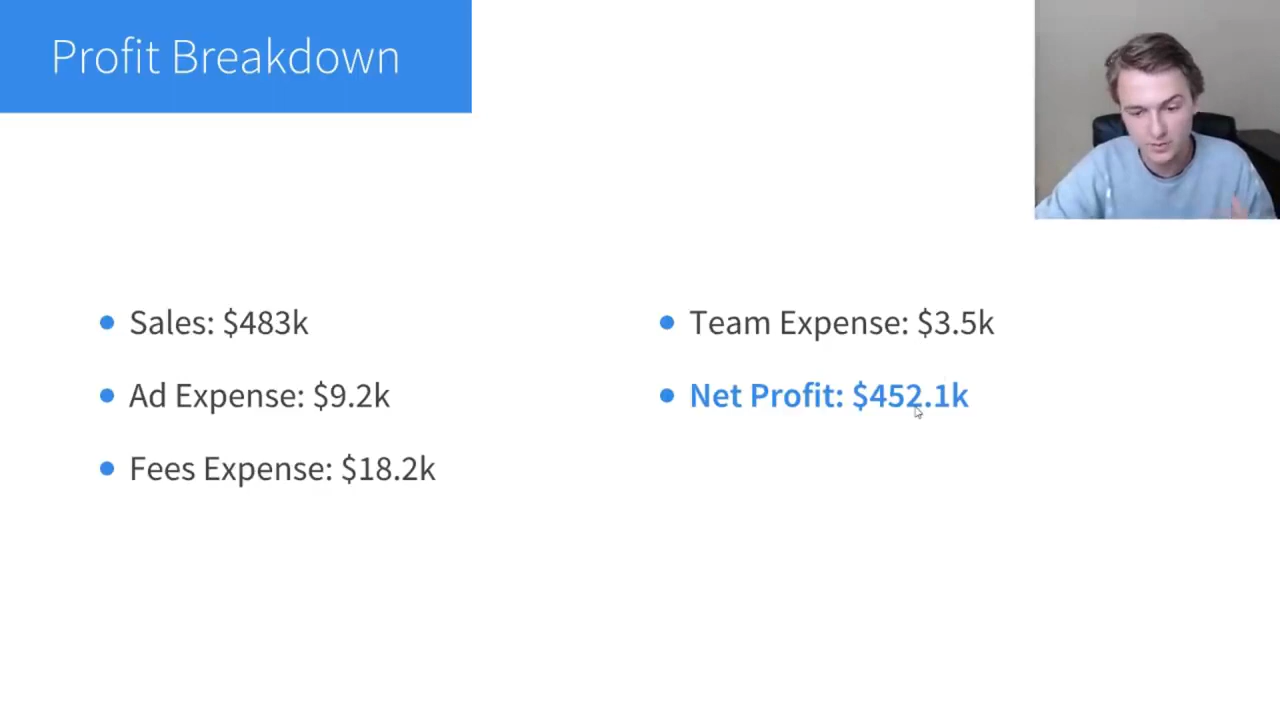 Profit Breakdown
Sales: $483k
Ad Expense: $9.2k
Fees Expense: $18.2k
Team Expense: $3.5k
Net Profit: $452.1k